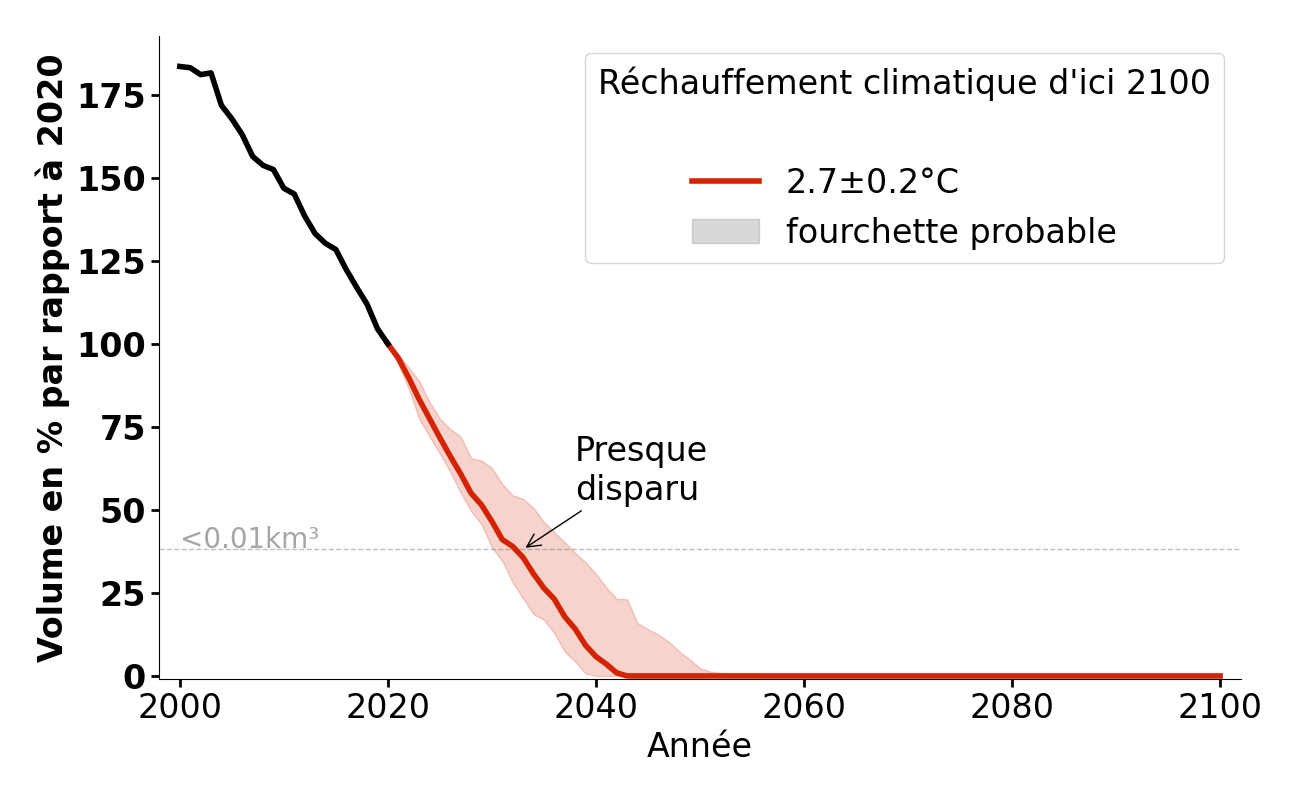 Volume en % par rapport à 2020
175
150
125
100
75
50
25
0
Réchauffement climatique d'ici 2100
2.7±0.2°C
fourchette probable
Presque
disparu
<0.01km³
2000
2020
2040
2060
2080
2100
Année